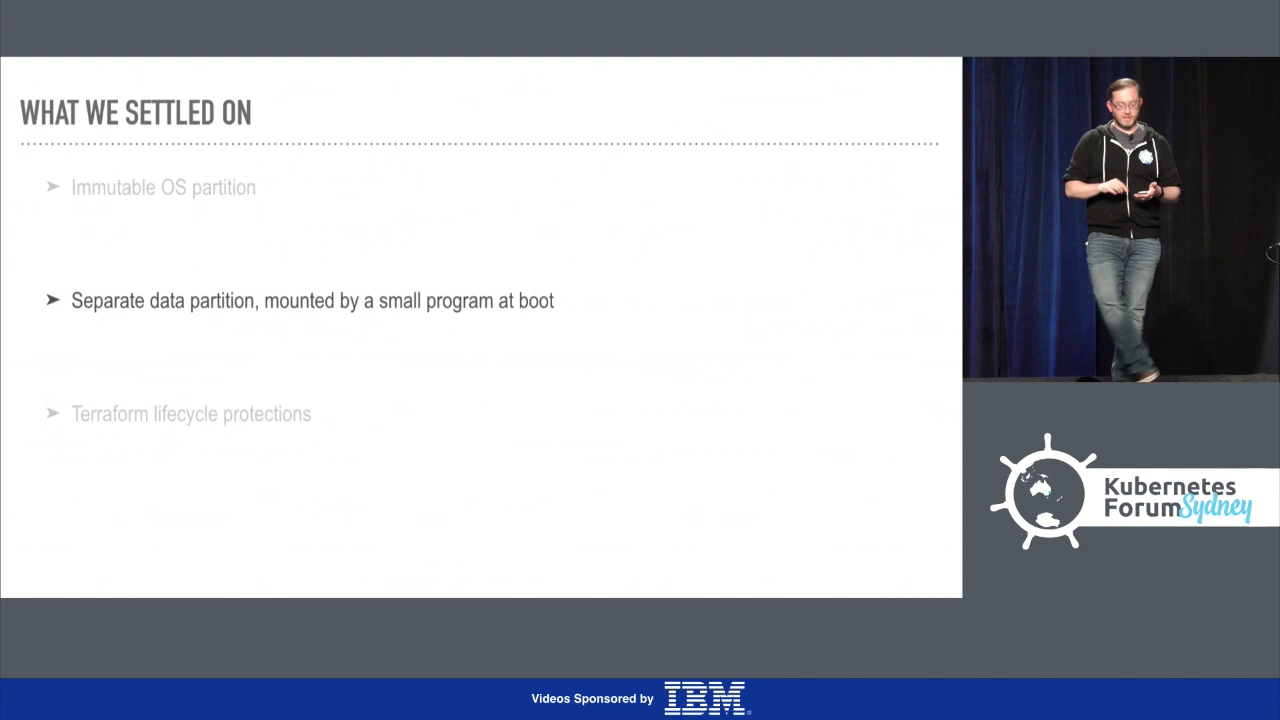 WHAT WE SETTLED ON
➤ Immutable OS partition
➤ Separate data partition, mounted by a small program at boot
➤ Terraform lifecycle protections
Kubernetes
Forum Sydney
Videos Sponsored by IBM